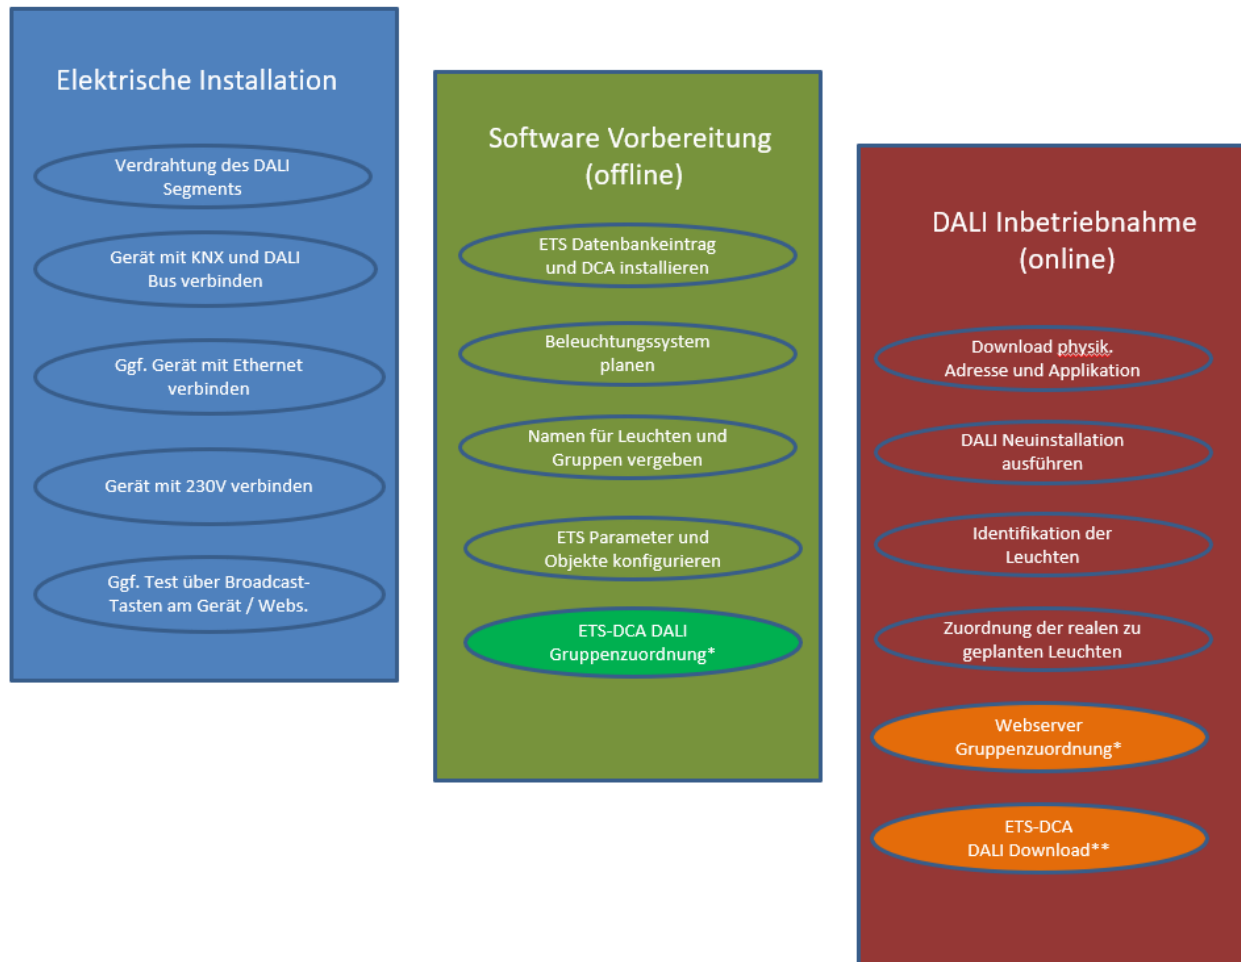 Elektrische Installation
Verdrahtung des DALI
Segments
Gerät mit KNX und DALI
Bus verbinden
Ggf. Gerät mit Ethernet
verbinden
Gerät mit 230V verbinden
Ggf. Test über Broadcast-
Tasten am Gerät / Webs.
Software Vorbereitung
(offline)
ETS Datenbankeintrag
und DCA installieren
Beleuchtungssystem
planen
Namen für Leuchten und
Gruppen vergeben
ETS Parameter und
Objekte konfigurieren
ETS-DCA DALI
Gruppenzuordnung*
DALI Inbetriebnahme
(online)
Download physik.
Adresse und Applikation
DALI Neuinstallation
ausführen
Identifikation der
Leuchten
Zuordnung der realen zu
geplanten Leuchten
Webserver
Gruppenzuordnung*
ETS-DCA
DALI Download**